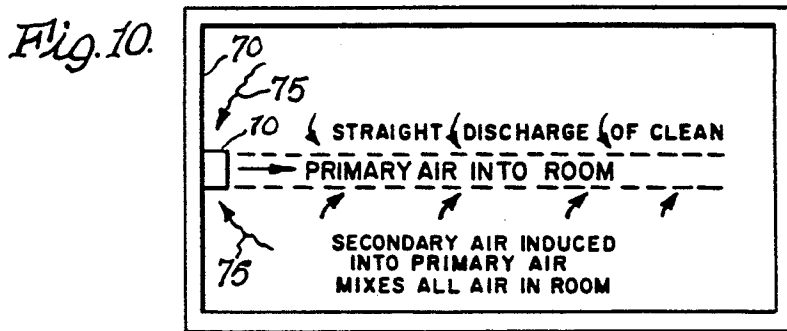 Fig. 10.
70
75
70
STRAIGHT DISCHARGE OF CLEAN
PRIMARY AIR INTO ROOM
75
SECONDARY AIR INDUCED
INTO PRIMARY AIR
MIXES ALL AIR IN ROOM